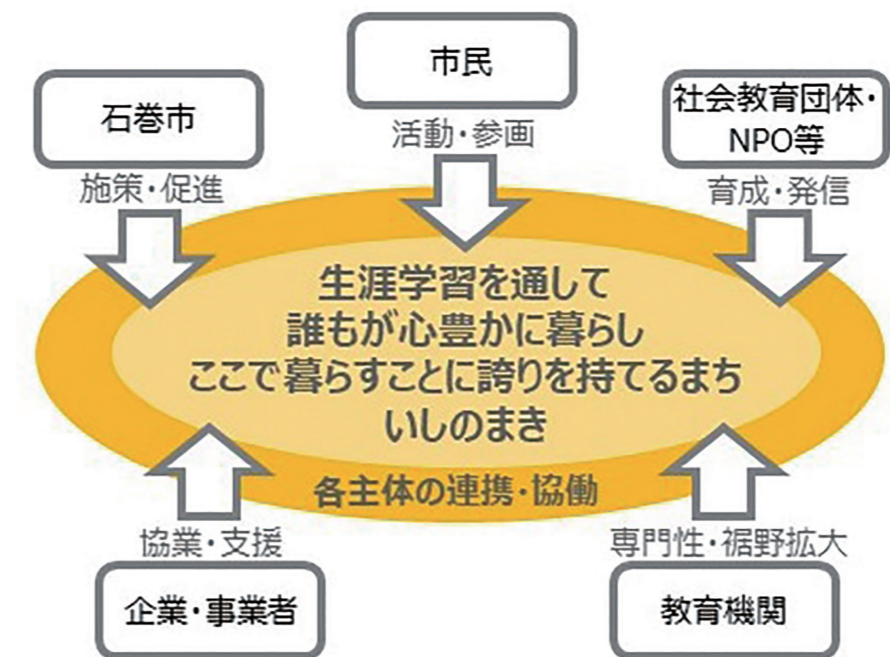 市民
活動・参画
石巻市
施策・促進
社会教育団体・
NPO等
育成・発信
生涯学習を通して
誰もが心豊かに暮らし
ここで暮らすことに誇りを持てるまち
いしのまき
各主体の連携・協働
協業・支援
企業・事業者
専門性・裾野拡大
教育機関